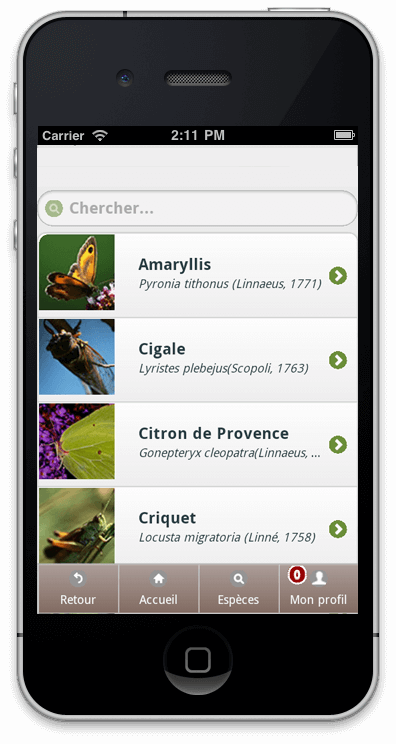 Carrier 2:11 PM
Chercher...
Amaryllis
Pyronia tithonus (Linnaeus, 1771)
Cigale
Lyristes plebejus(Scopoli, 1763)
Citron de Provence
Gonepteryx cleopatra(Linnaeus, ...
Criquet
Locusta migratoria (Linné, 1758)
0
Retour Accueil Espèces Mon profil